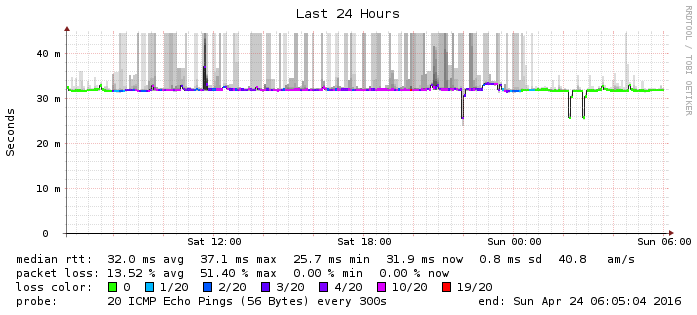 Last 24 Hours
RRDTOOL / TOBI OETIKER
Seconds
40 m
30 m
20 m
10 m
0
Sat 12:00 Sat 18:00 Sun 00:00 Sun 06:00
median rtt: 32.0 ms avg 37.1 ms max 25.7 ms min 31.9 ms now 0.8 ms sd 40.8 am/s
packet loss: 13.52 % avg 51.40 % max 0.00 % min 0.00 % now
loss color: 0 1/20 2/20 3/20 4/20 10/20 19/20
probe: 20 ICMP Echo Pings (56 Bytes) every 300s end: Sun Apr 24 06:05:04 2016